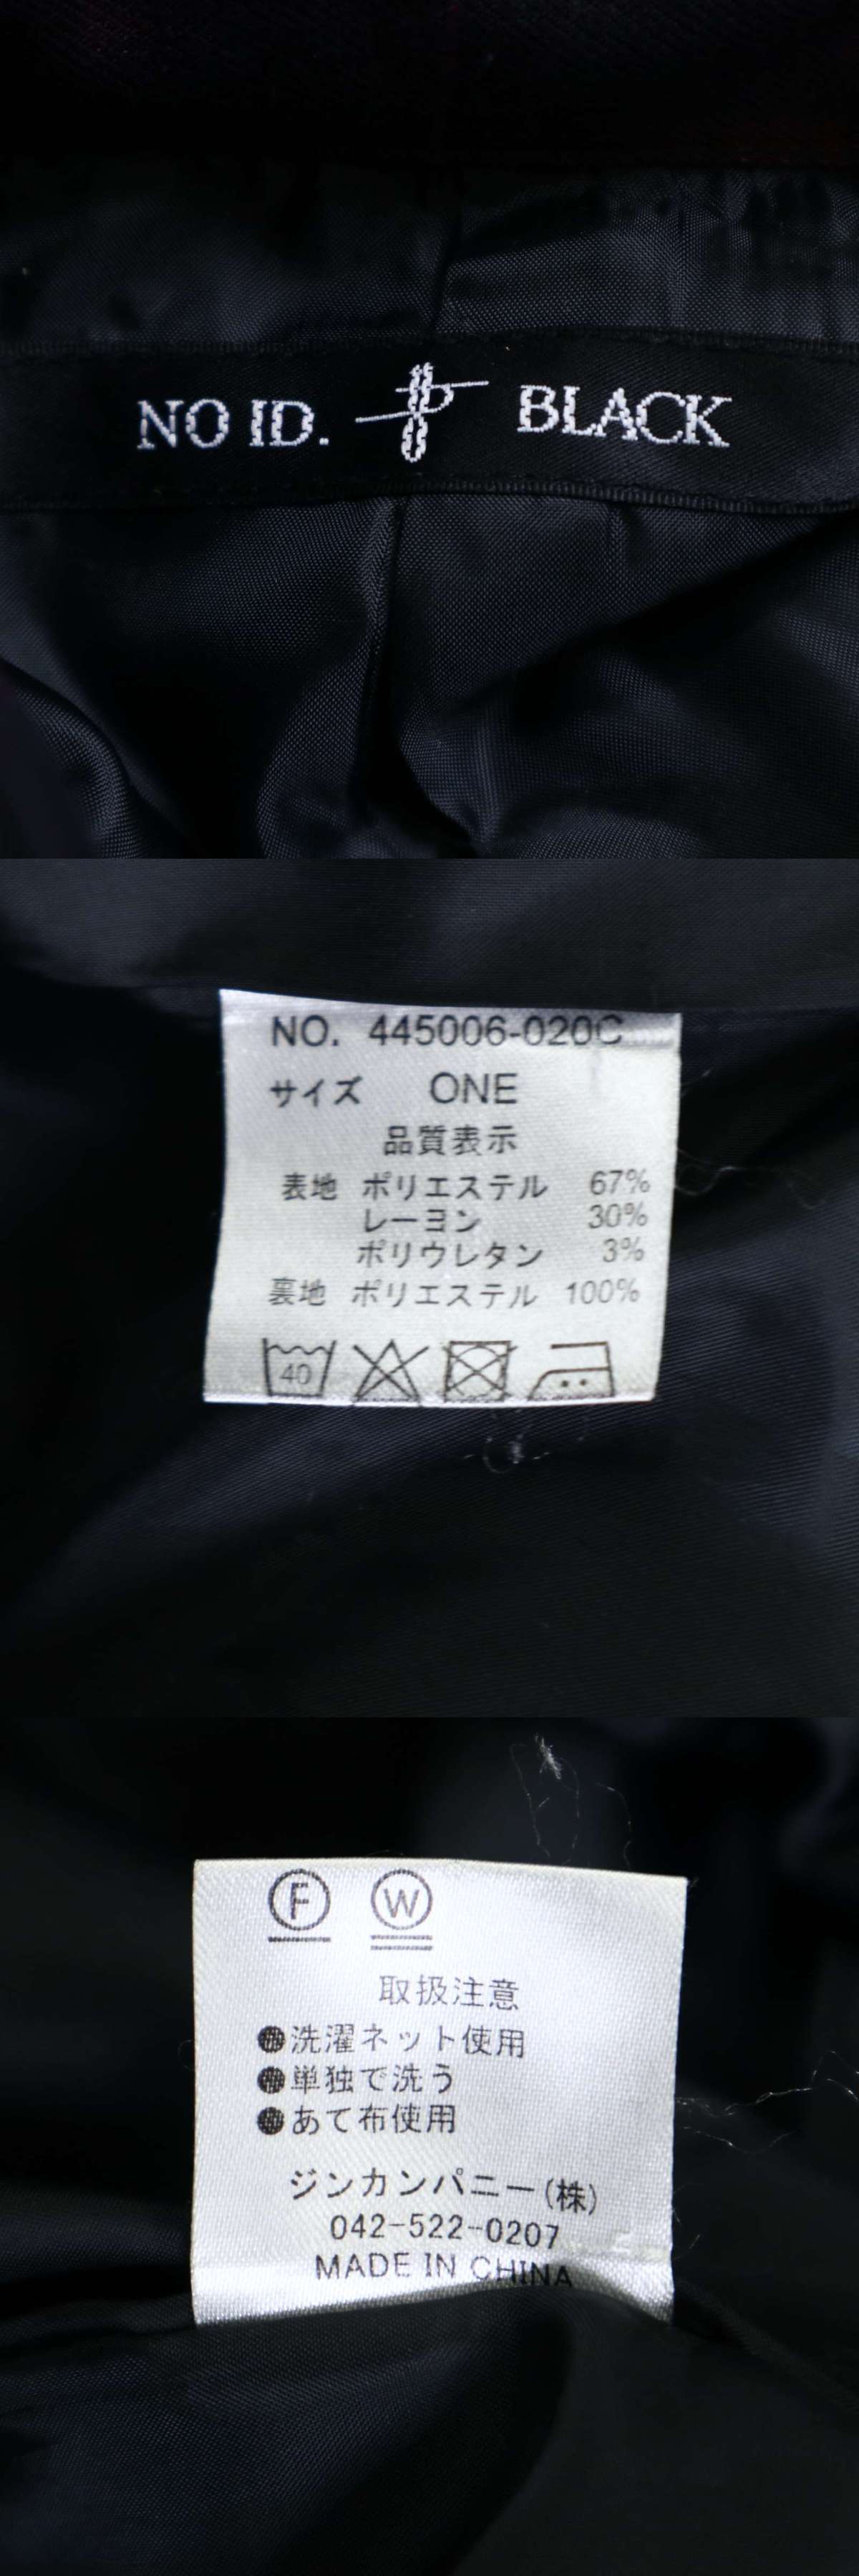 NO ID. BLACK
NO. 445006-020C
サイズ ONE
品質表示
表地 ポリエステル 67%
レーヨン 30%
ポリウレタン 3%
裏地 ポリエステル 100%
40
F W
取扱注意
●洗濯ネット使用
●単独で洗う
●あて布使用
ジンカンパニー(株)
042-522-0207
MADE IN CHINA